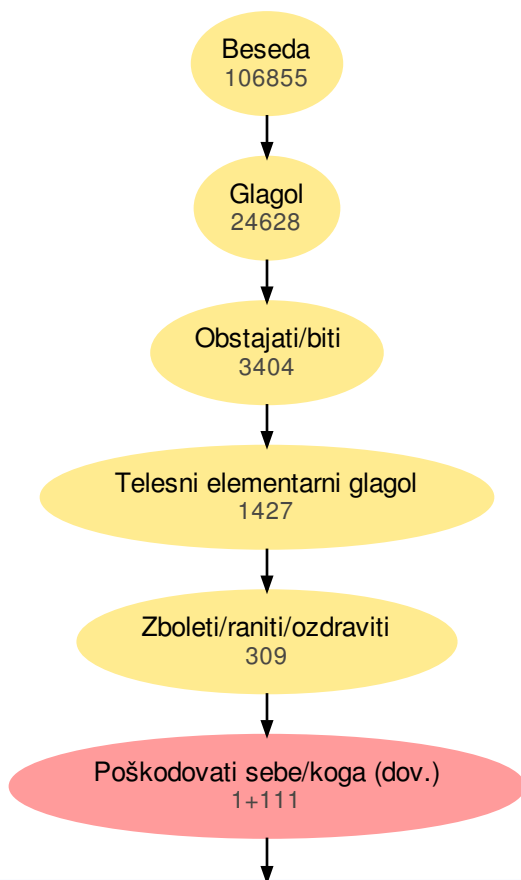 Beseda
106855
Glagol
24628
Obstajati/biti
3404
Telesni elementarni glagol
1427
Zboleti/raniti/ozdraviti
309
Poškodovati sebe/koga (dov.)
1+111